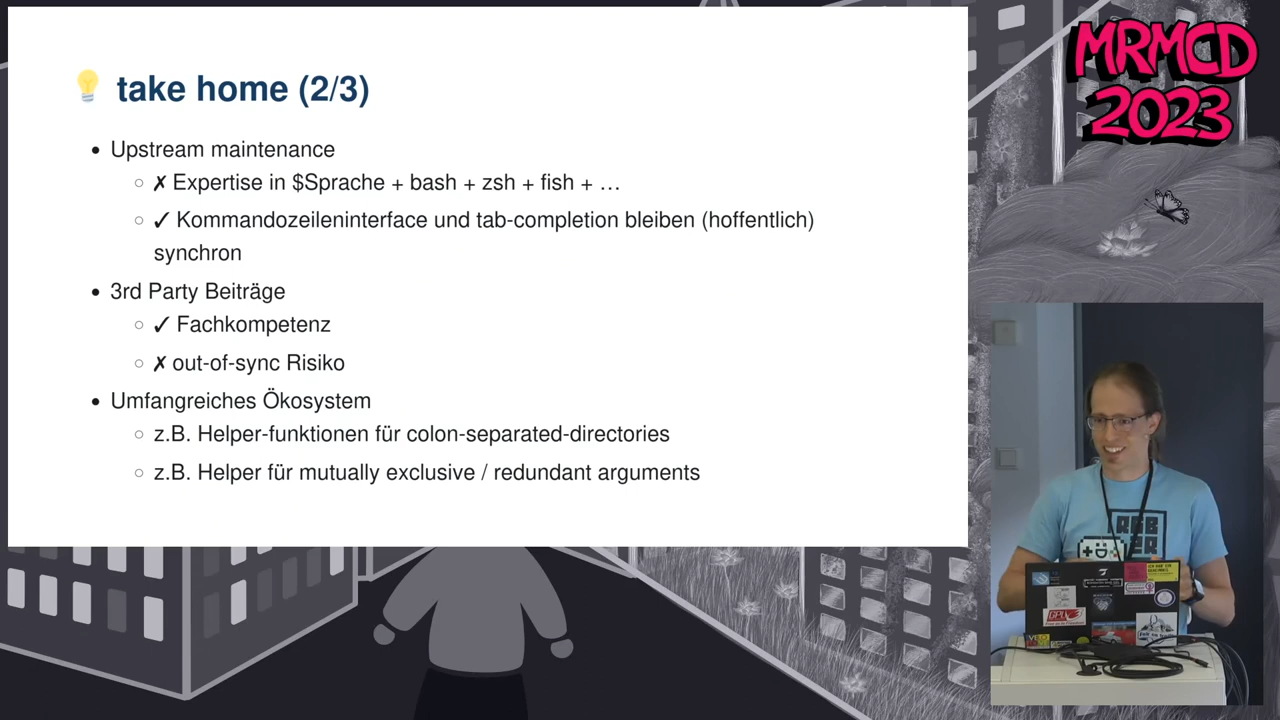 take home (2/3)
Upstream maintenance
✗ Expertise in $Sprache + bash + zsh + fish + …
✓ Kommandozeileninterface und tab-completion bleiben (hoffentlich)
synchron
3rd Party Beiträge
✓ Fachkompetenz
✗ out-of-sync Risiko
Umfangreiches Ökosystem
z.B. Helper-funktionen für colon-separated-directories
z.B. Helper für mutually exclusive / redundant arguments
MRMCD
2023